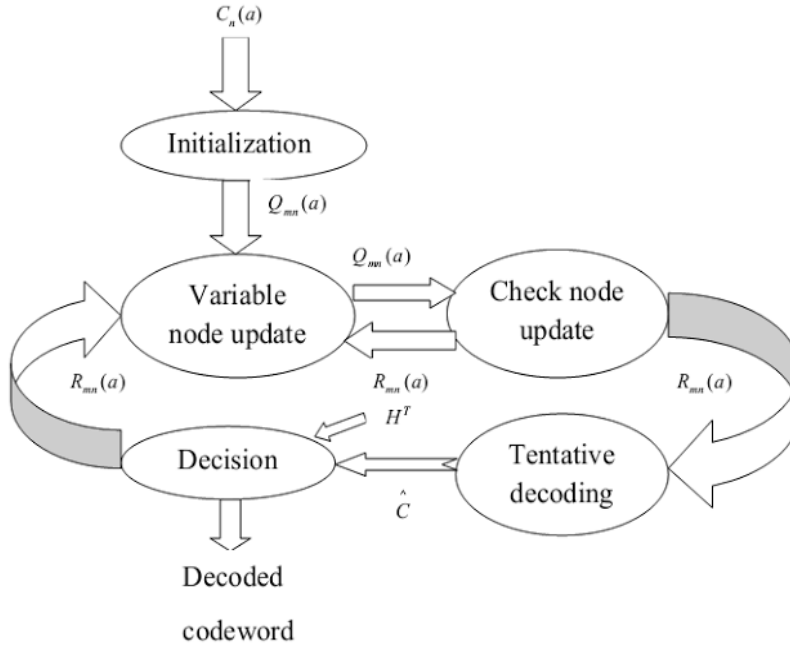 C_n(a)
Initialization
Q_mn(a)
Q_mn(a)
Variable
node update
Check node
update
R_mn(a)
R_mn(a)
R_mn(a)
H^T
Decision
Tentative
decoding
Ĉ
Decoded
codeword